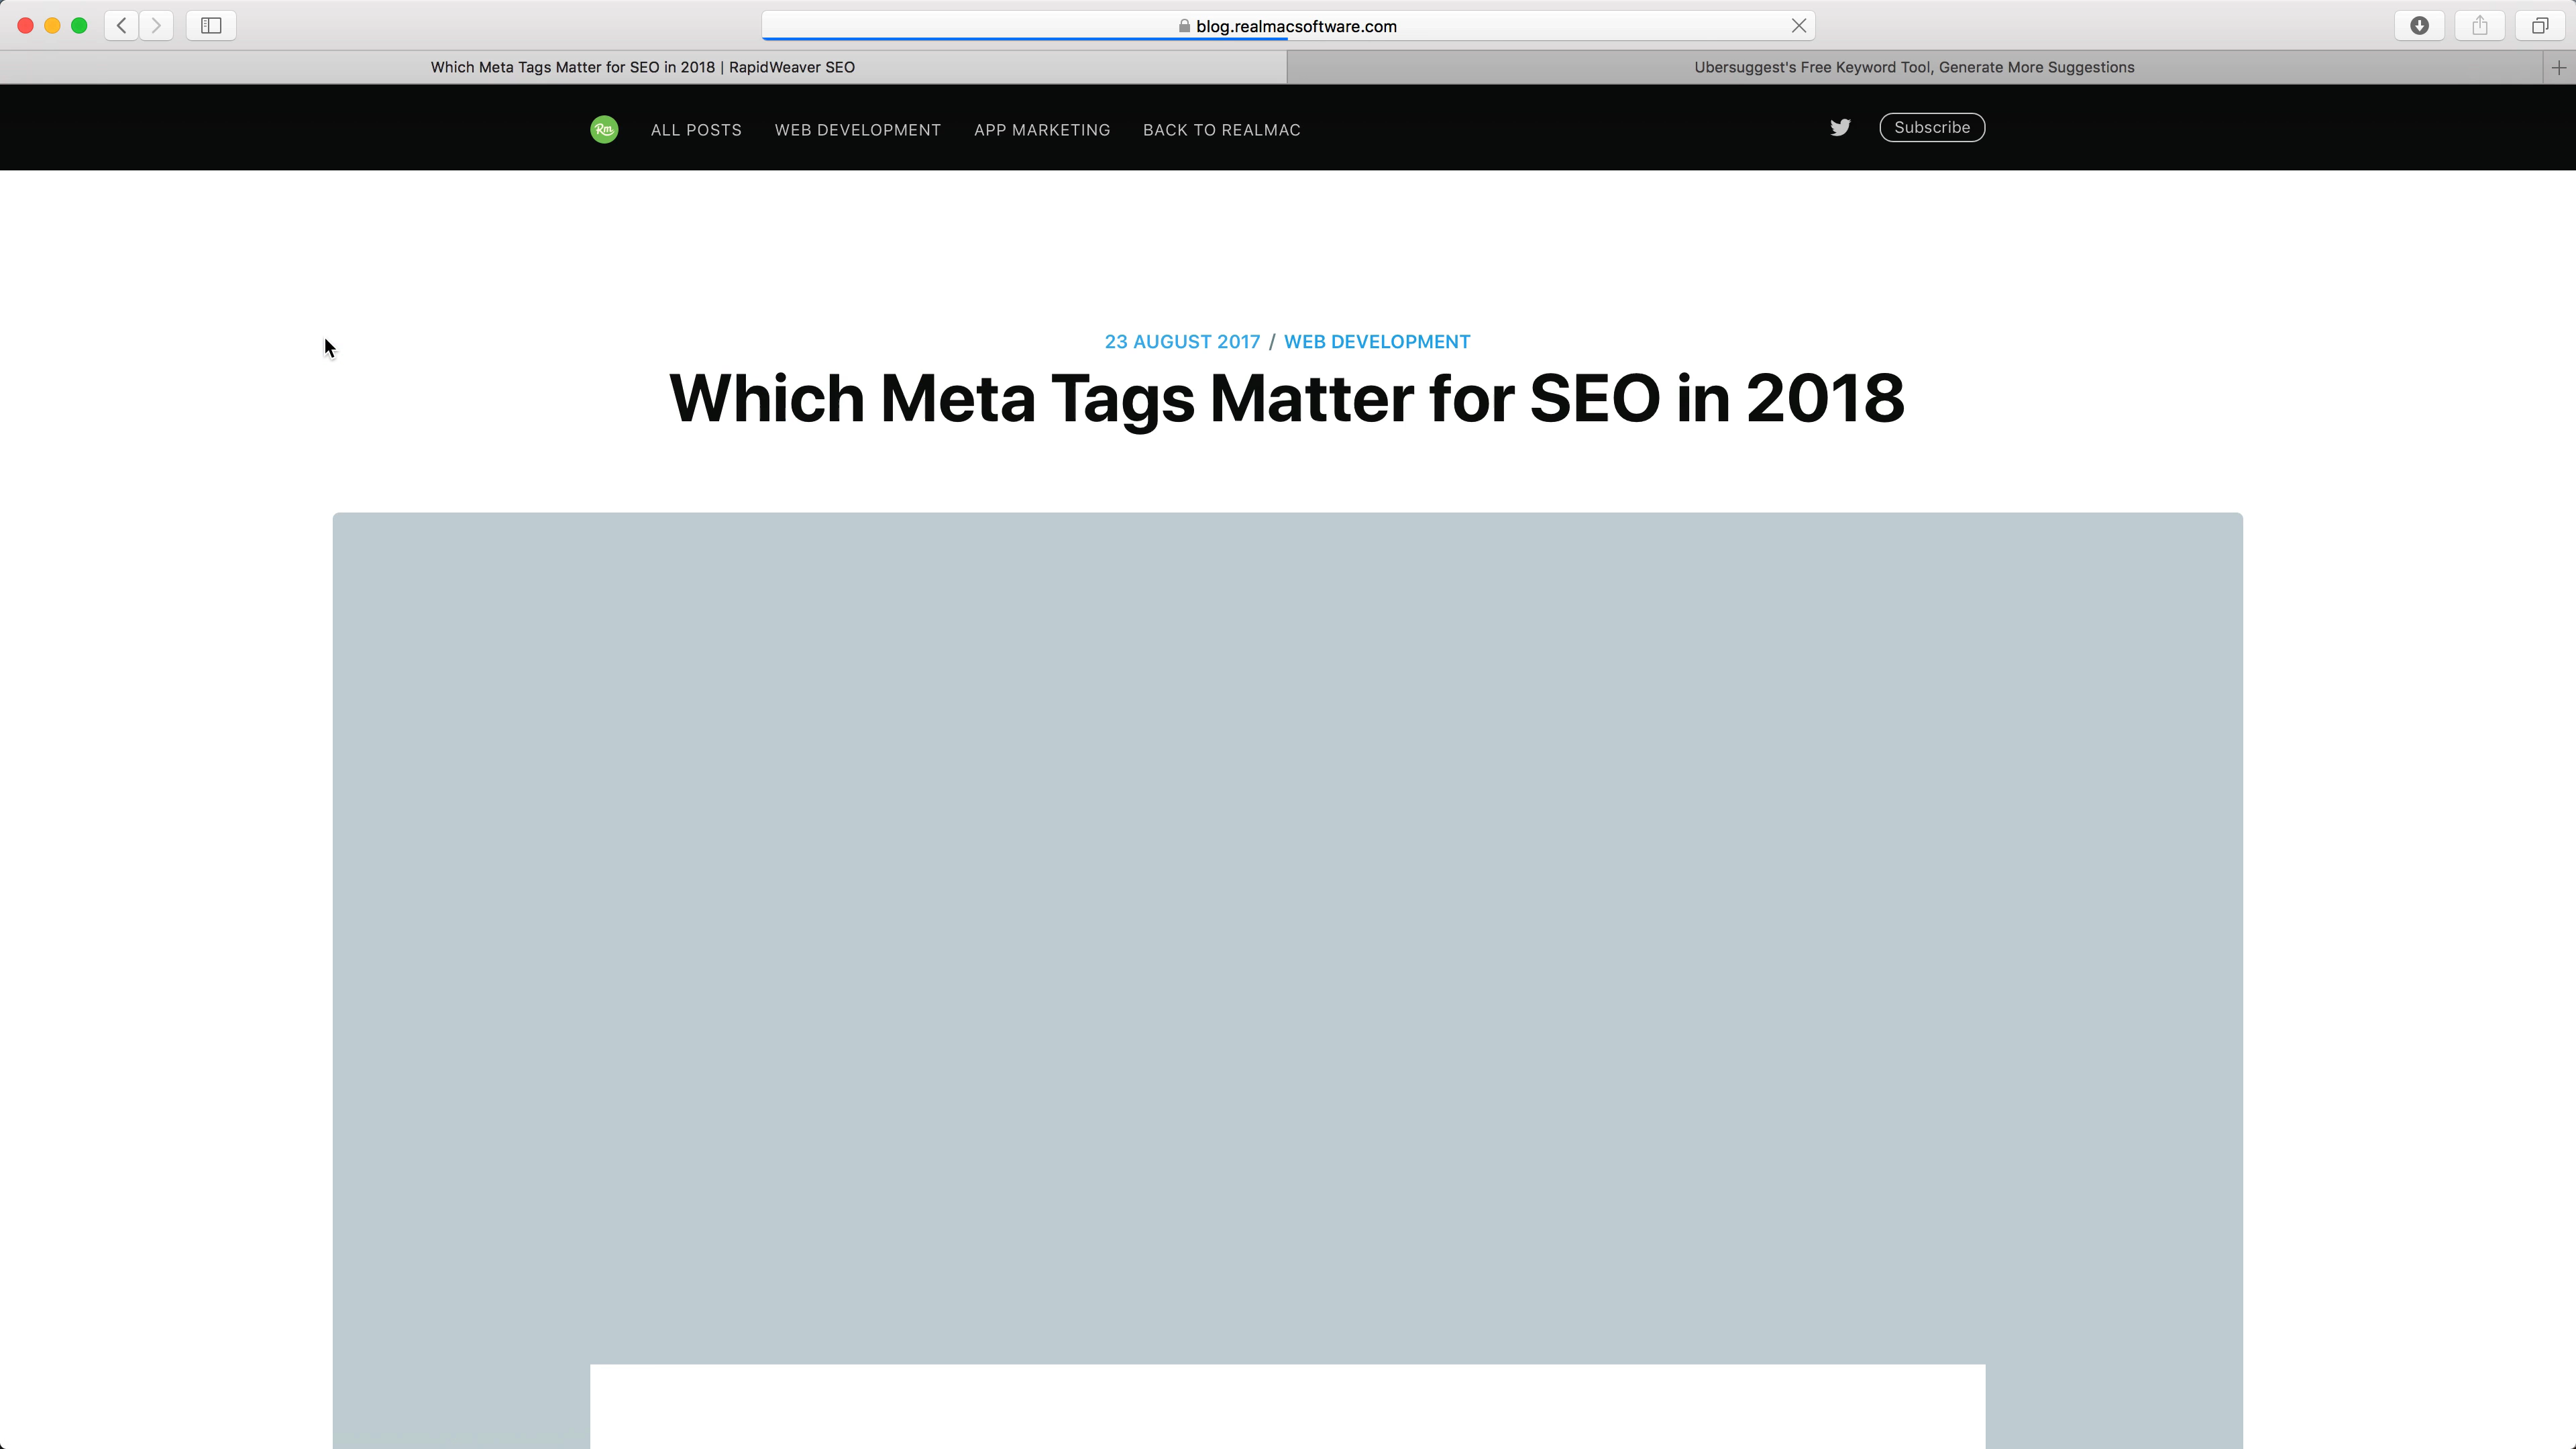 blog.realmacsoftware.com
Which Meta Tags Matter for SEO in 2018 | RapidWeaver SEO
Ubersuggest's Free Keyword Tool, Generate More Suggestions
Rm
ALL POSTS
WEB DEVELOPMENT
APP MARKETING
BACK TO REALMAC
Subscribe
23 AUGUST 2017 / WEB DEVELOPMENT
Which Meta Tags Matter for SEO in 2018